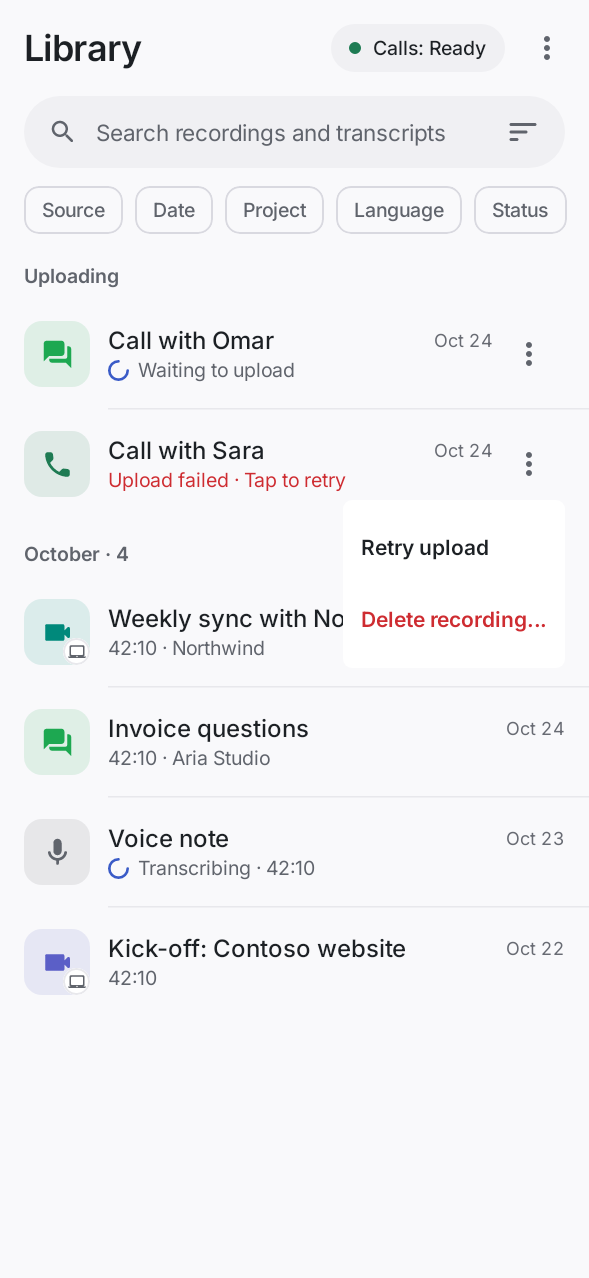 Library
Calls: Ready
Search recordings and transcripts
Source
Date
Project
Language
Status
Uploading
Call with Omar
Oct 24
Waiting to upload
Call with Sara
Oct 24
Upload failed · Tap to retry
Retry upload
Delete recording...
October · 4
Weekly sync with No
42:10 · Northwind
Invoice questions
Oct 24
42:10 · Aria Studio
Voice note
Oct 23
Transcribing · 42:10
Kick-off: Contoso website
Oct 22
42:10